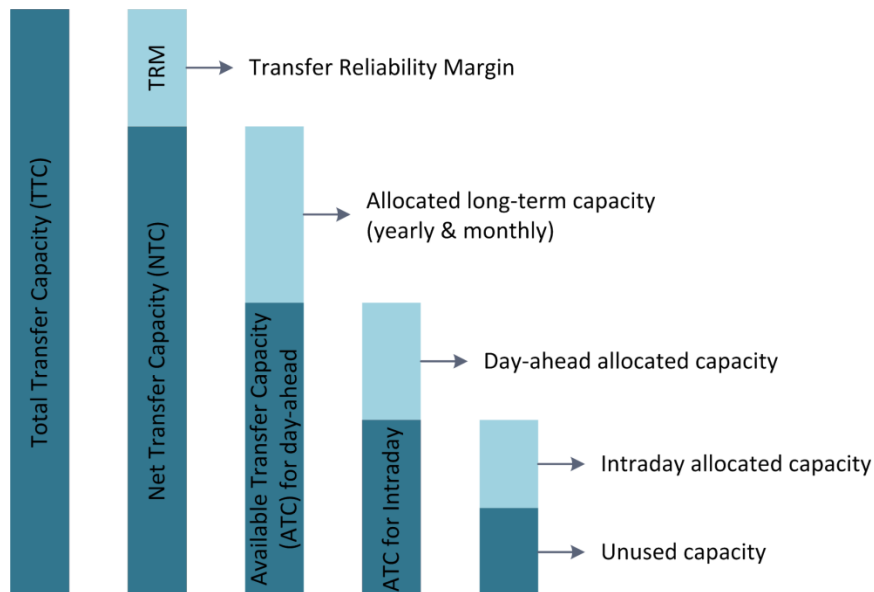 Total Transfer Capacity (TTC)
TRM
Net Transfer Capacity (NTC)
Transfer Reliability Margin
Available Transfer Capacity
(ATC) for day-ahead
Allocated long-term capacity
(yearly & monthly)
ATC for Intraday
Day-ahead allocated capacity
Intraday allocated capacity
Unused capacity